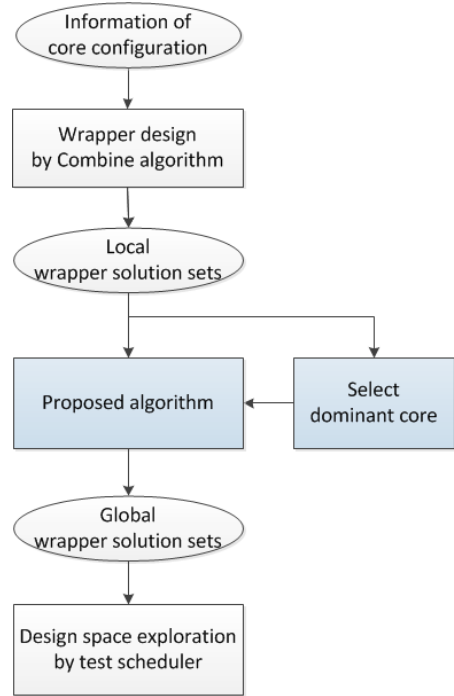 Information of
core configuration
Wrapper design
by Combine algorithm
Local
wrapper solution sets
Proposed algorithm
Select
dominant core
Global
wrapper solution sets
Design space exploration
by test scheduler